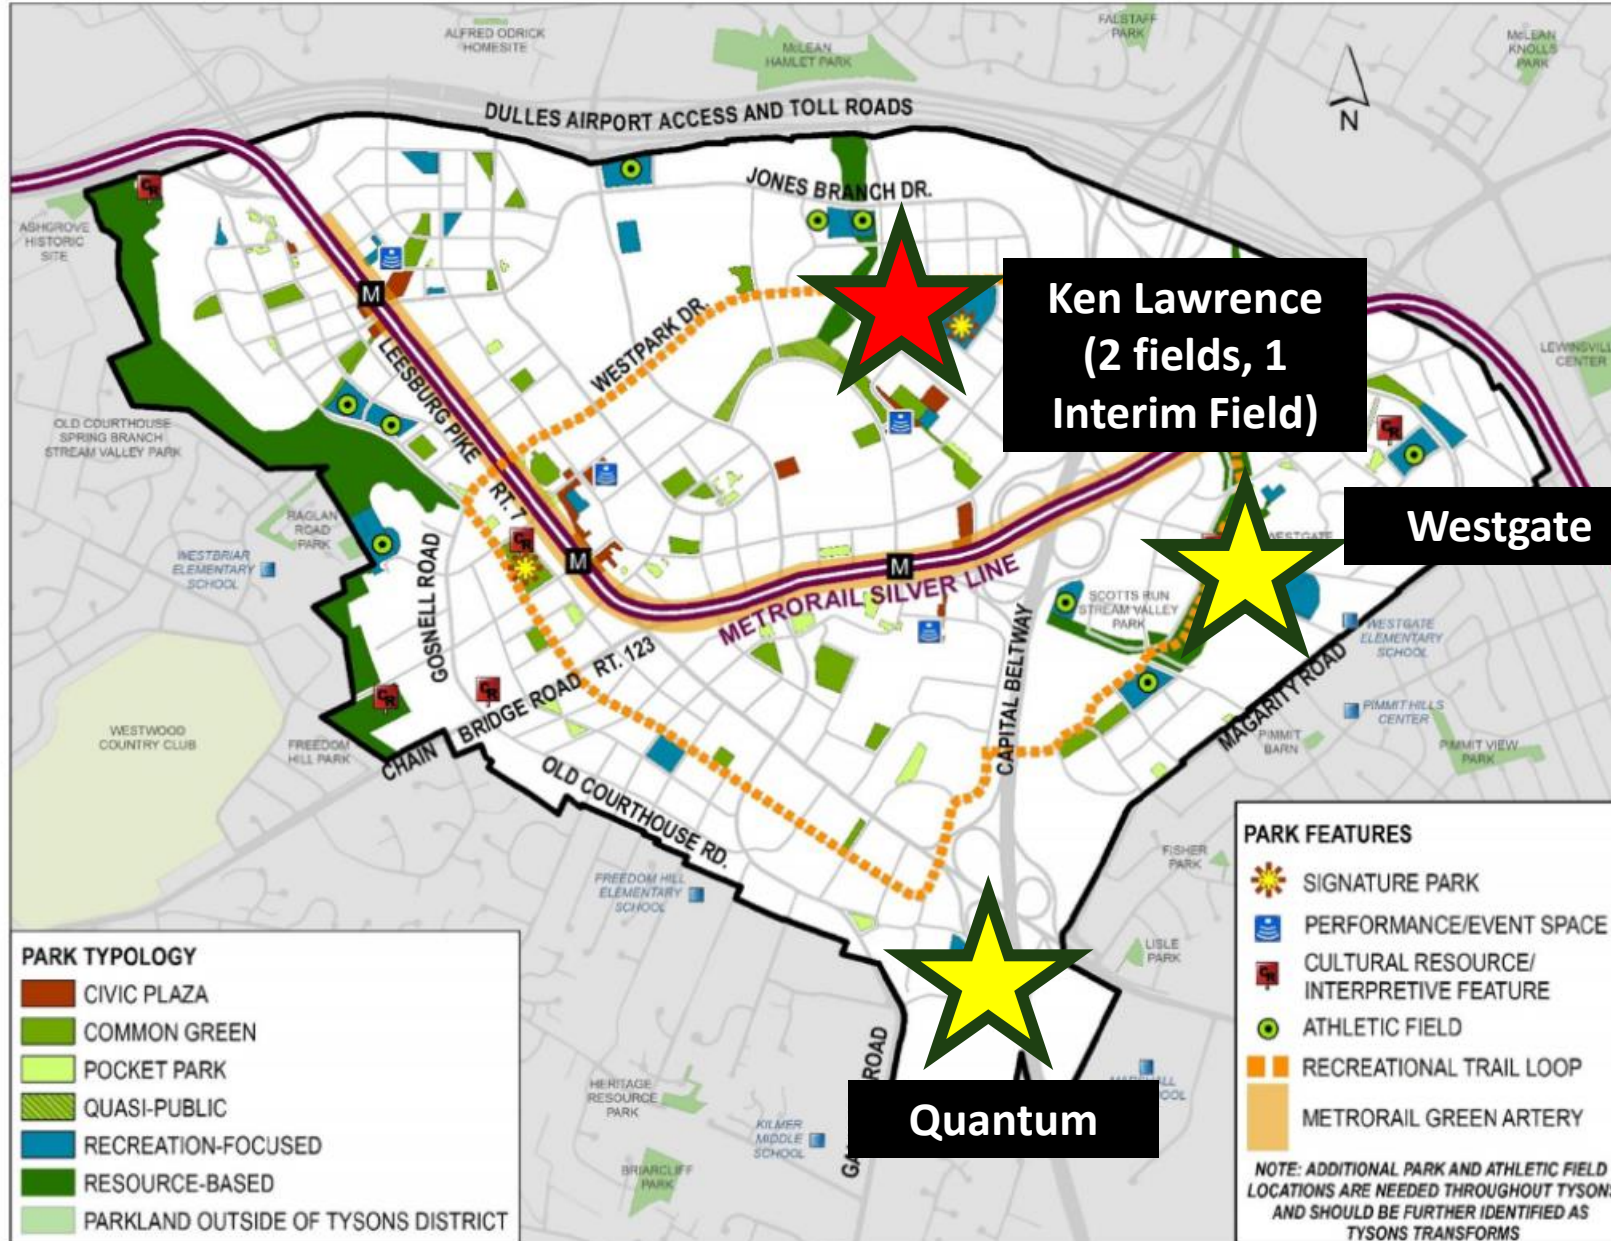 ALFRED ODRICK
HOMESITE
McLEAN
HAMLET PARK
FALSTAFF
PARK
McLEAN
KNOLLS
PARK
N
DULLES AIRPORT ACCESS AND TOLL ROADS
JONES BRANCH DR.
CR
ASHGROVE
HISTORIC
SITE
M
WESTPARK DR.
Ken Lawrence
(2 fields, 1
Interim Field)
LEWINSVILLE
CENTER
LEESBURG PIKE
RT. 7
OLD COURTHOUSE
SPRING BRANCH
STREAM VALLEY PARK
CR
Westgate
RAGLAN
ROAD
PARK
WESTBRIAR
ELEMENTARY
SCHOOL
GOSNELL ROAD
CR
M
M
METRORAIL SILVER LINE
WESTGATE
SCOTTS RUN
STREAM VALLEY
PARK
WESTGATE
ELEMENTARY
SCHOOL
CAPITAL BELTWAY
MAGARITY ROAD
PIMMIT HILLS
CENTER
PIMMIT
BARN
PIMMIT VIEW
PARK
CR
CR
CHAIN BRIDGE ROAD RT. 123
WESTWOOD
COUNTRY CLUB
FREEDOM
HILL PARK
OLD COURTHOUSE RD.
FREEDOM HILL
ELEMENTARY
SCHOOL
FISHER
PARK
LISLE
PARK
Quantum
ROAD
HERITAGE
RESOURCE
PARK
KILMER
MIDDLE
SCHOOL
BRIARCLIFF
PARK
PARK TYPOLOGY
CIVIC PLAZA
COMMON GREEN
POCKET PARK
QUASI-PUBLIC
RECREATION-FOCUSED
RESOURCE-BASED
PARKLAND OUTSIDE OF TYSONS DISTRICT
PARK FEATURES
SIGNATURE PARK
PERFORMANCE/EVENT SPACE
CR
CULTURAL RESOURCE/
INTERPRETIVE FEATURE
ATHLETIC FIELD
RECREATIONAL TRAIL LOOP
METRORAIL GREEN ARTERY
NOTE: ADDITIONAL PARK AND ATHLETIC FIELD
LOCATIONS ARE NEEDED THROUGHOUT TYSONS
AND SHOULD BE FURTHER IDENTIFIED AS
TYSONS TRANSFORMS